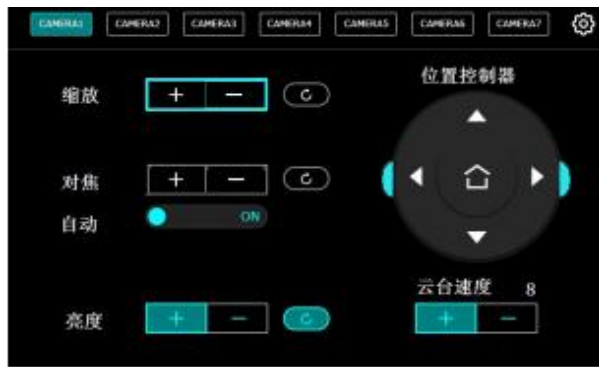 CAMERA1 CAMERA2 CAMERA3 CAMERA4 CAMERA5 CAMERA6 CAMERA7
缩放 + −
位置控制器
对焦 + −
自动 ON
云台速度 8
亮度 + −
+ −